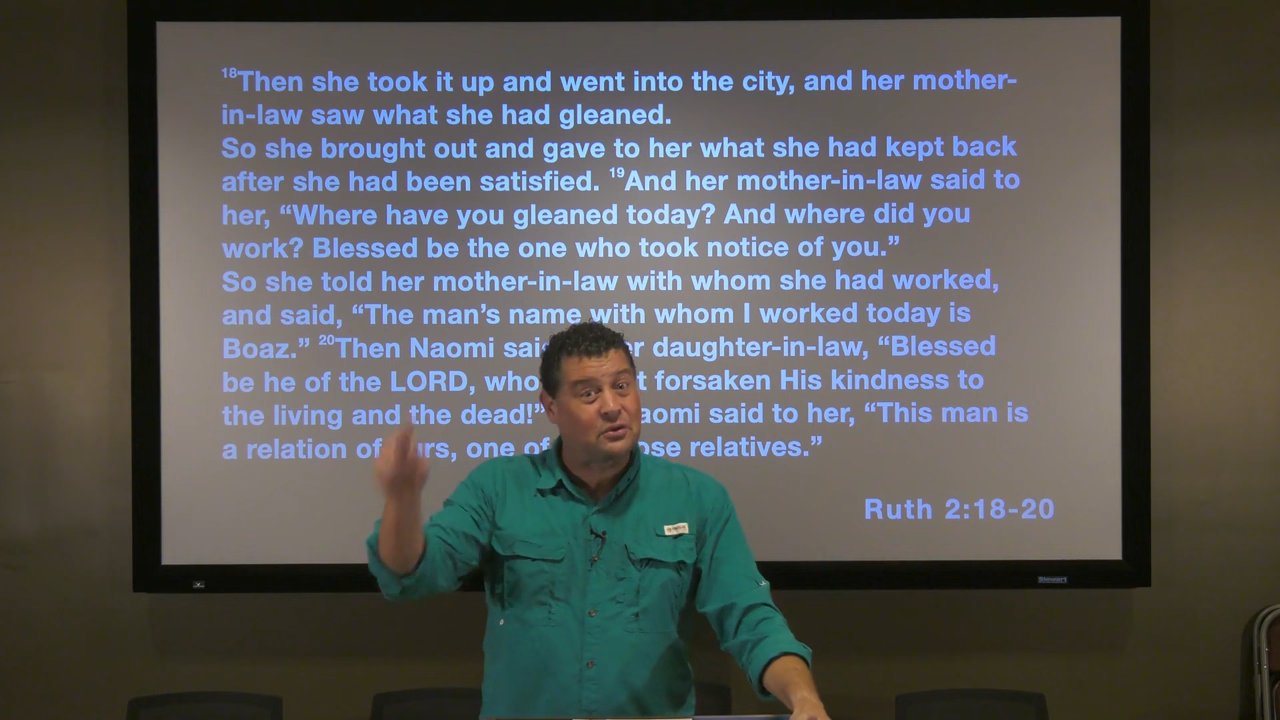 18Then she took it up and went into the city, and her mother-
in-law saw what she had gleaned.
So she brought out and gave to her what she had kept back
after she had been satisfied. 19And her mother-in-law said to
her, “Where have you gleaned today? And where did you
work? Blessed be the one who took notice of you.”
So she told her mother-in-law with whom she had worked,
and said, “The man’s name with whom I worked today is
Boaz.” 20Then Naomi daughter-in-law, “Blessed
be he of the LORD, who forsaken His kindness to
the living and the dead!” said to her, “This man is
a relation of one of relatives.”
Ruth 2:18-20
Stewart